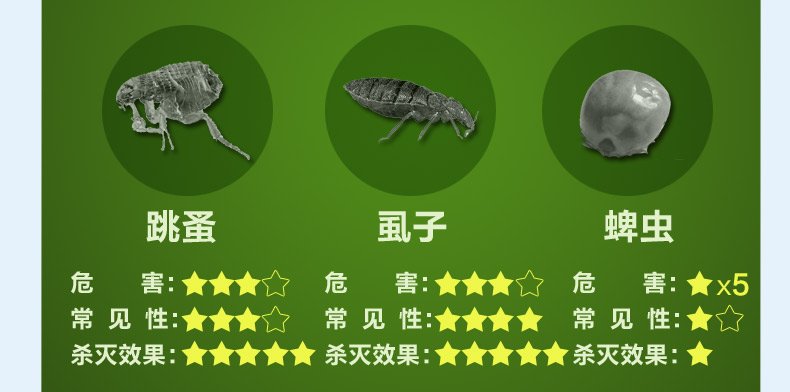 跳蚤 虱子 蜱虫
危 害:★★★☆ 危 害:★★★☆ 危 害:★x5
常 见 性:★★★☆ 常 见 性:★★★★ 常 见 性:★☆
杀灭效果:★★★★★ 杀灭效果:★★★★★ 杀灭效果:★